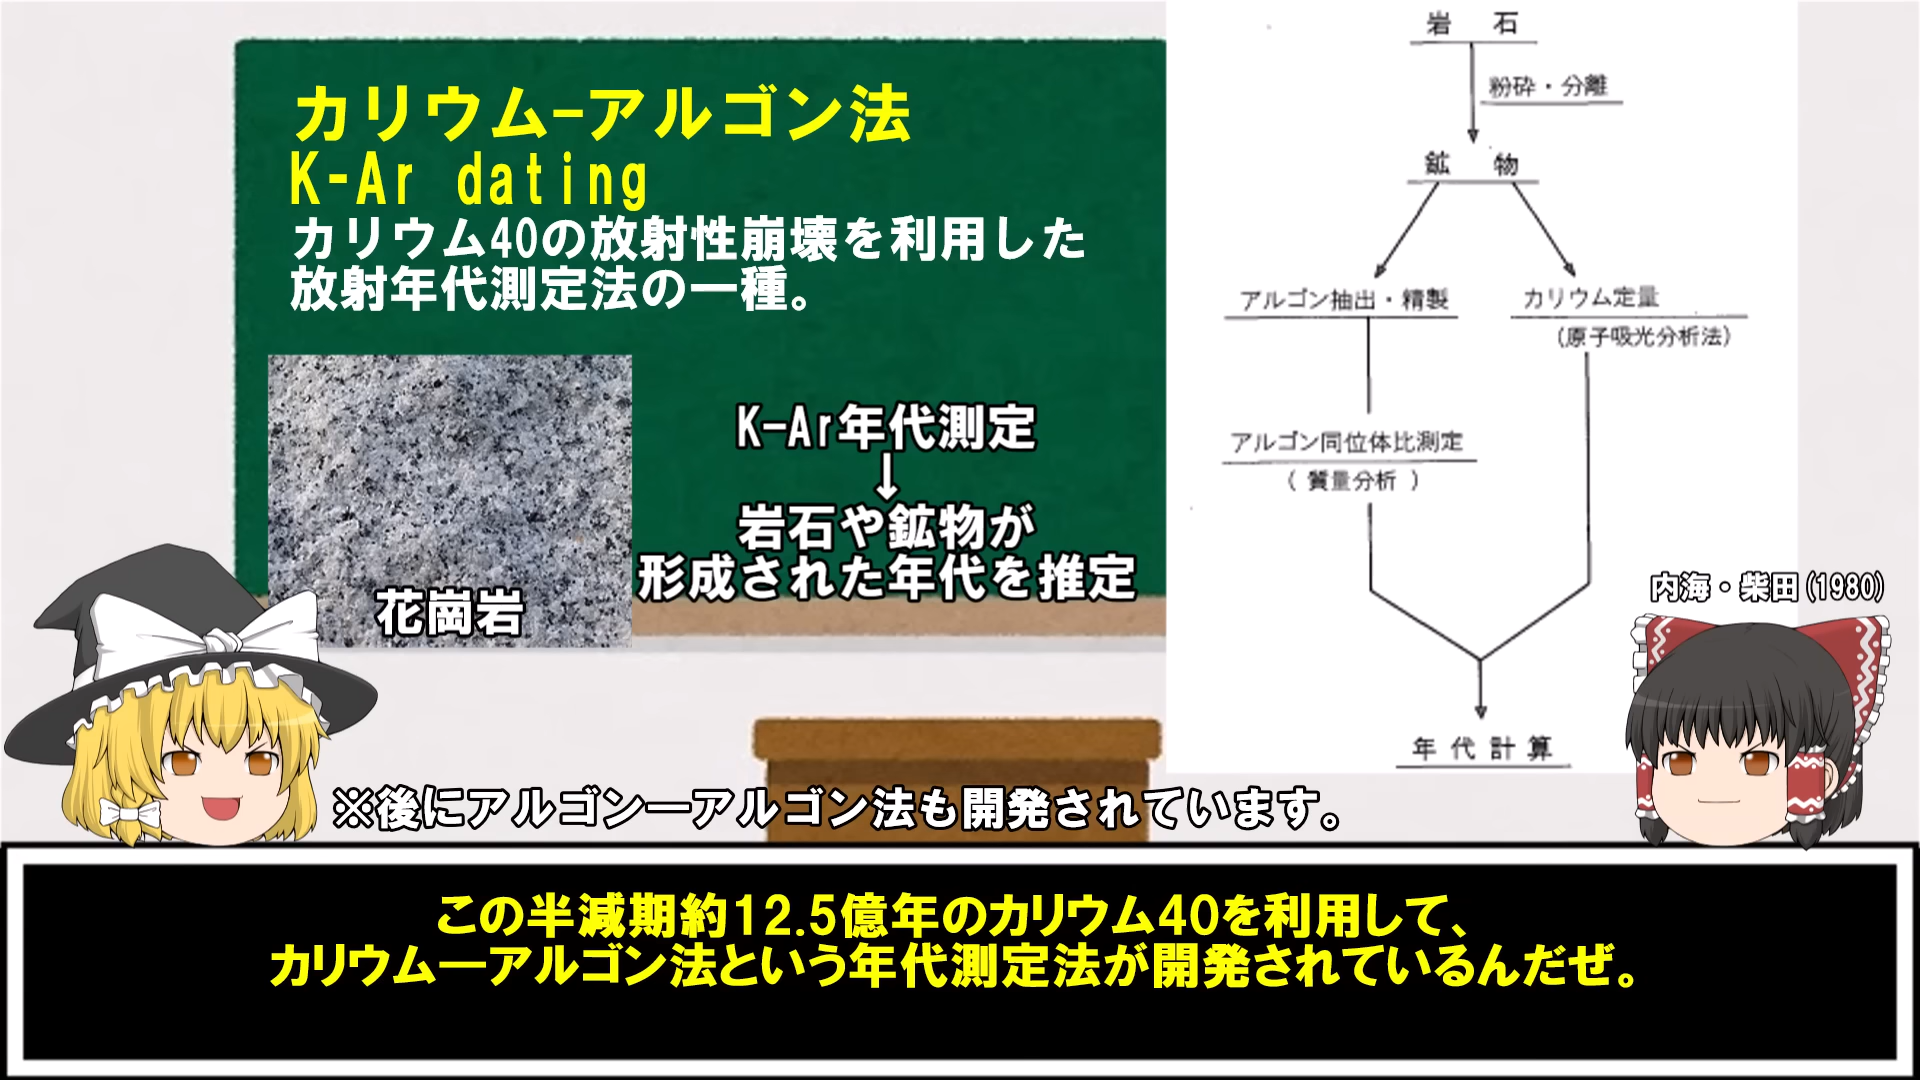 カリウム-アルゴン法
K-Ar dating
カリウム40の放射性崩壊を利用した
放射年代測定法の一種。
花崗岩
K-Ar年代測定
↓
岩石や鉱物が
形成された年代を推定
岩 石
粉砕・分離
鉱 物
アルゴン抽出・精製
カリウム定量
(原子吸光分析法)
アルゴン同位体比測定
( 質量分析 )
年代計算
内海・柴田(1980)
※後にアルゴン―アルゴン法も開発されています。
この半減期約12.5億年のカリウム40を利用して、
カリウム―アルゴン法という年代測定法が開発されているんだぜ。